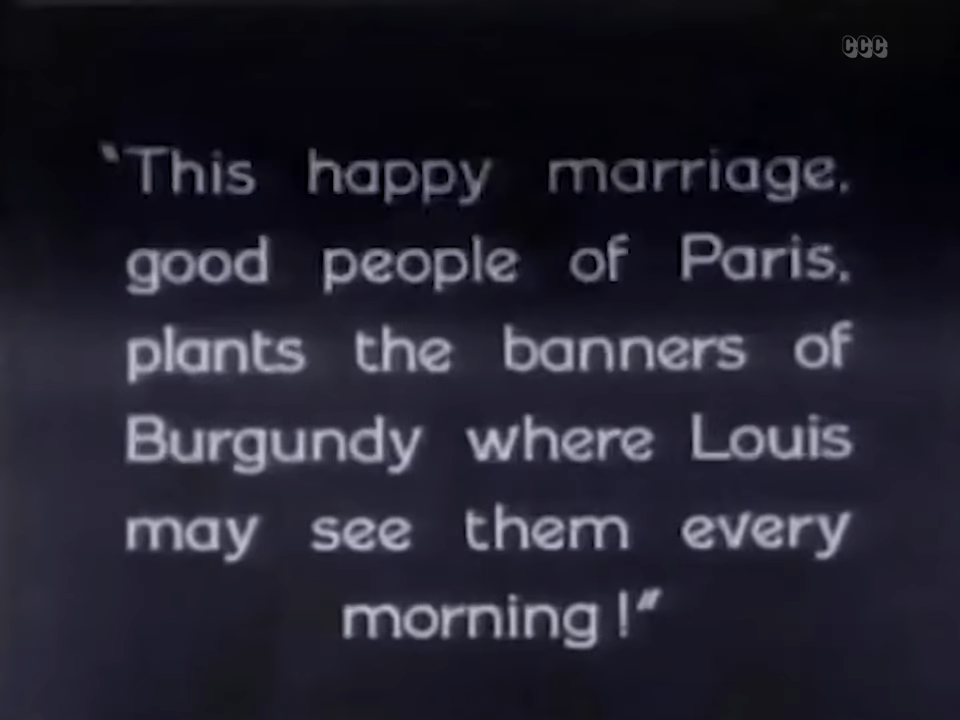 CCC
"This happy marriage,
good people of Paris,
plants the banners of
Burgundy where Louis
may see them every
morning!"